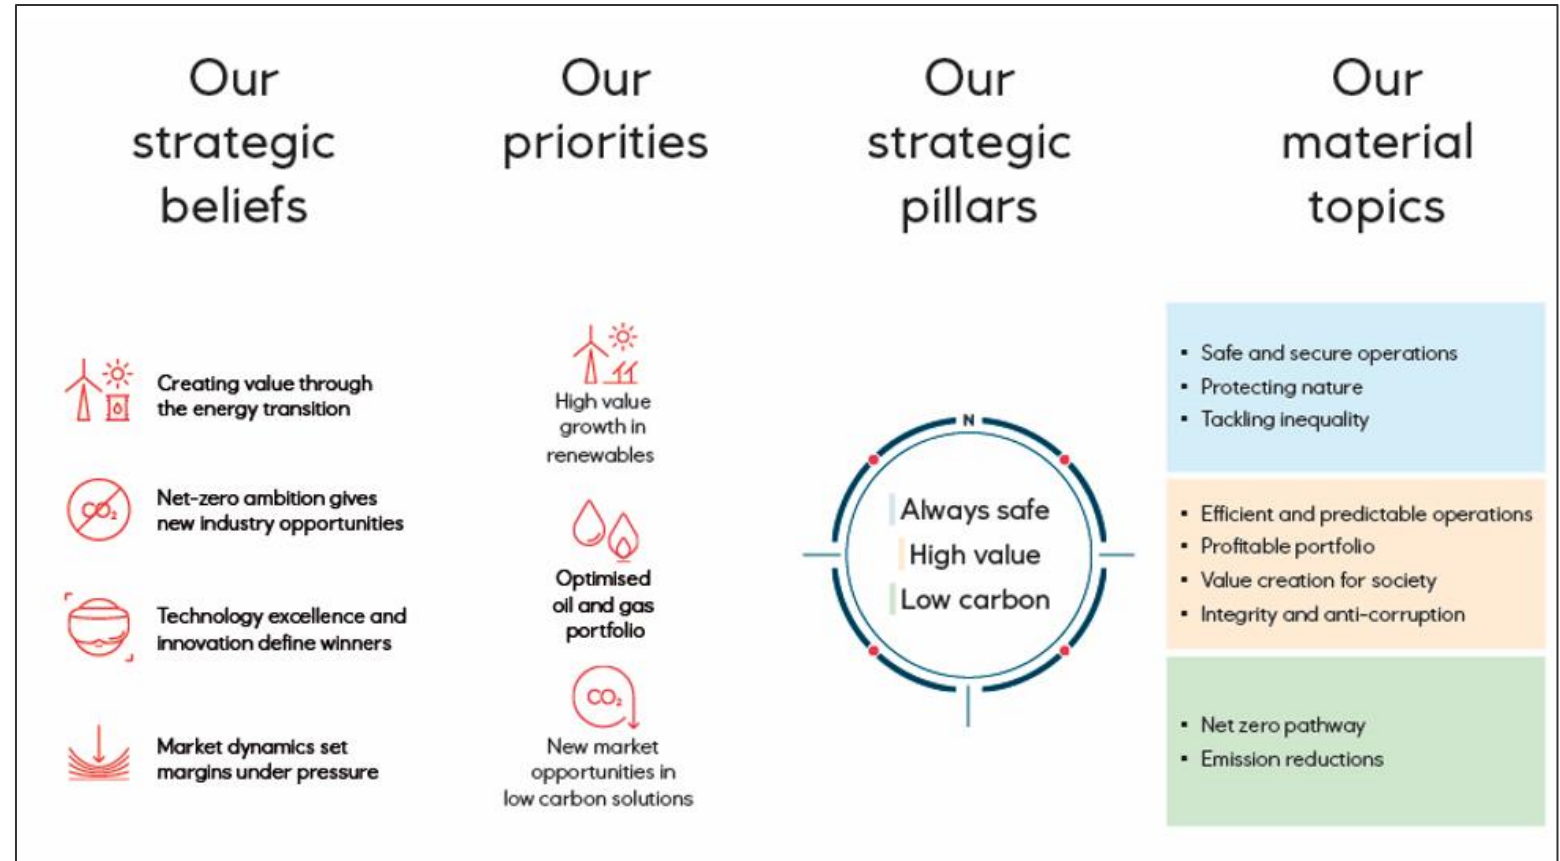 Our
strategic
beliefs
Creating value through
the energy transition
CO₂
Net-zero ambition gives
new industry opportunities
Technology excellence and
innovation define winners
Market dynamics set
margins under pressure
Our
priorities
High value
growth in
renewables
Optimised
oil and gas
portfolio
CO₂
New market
opportunities in
low carbon solutions
Our
strategic
pillars
N
Always safe
High value
Low carbon
Our
material
topics
▪ Safe and secure operations
▪ Protecting nature
▪ Tackling inequality
▪ Efficient and predictable operations
▪ Profitable portfolio
▪ Value creation for society
▪ Integrity and anti-corruption
▪ Net zero pathway
▪ Emission reductions